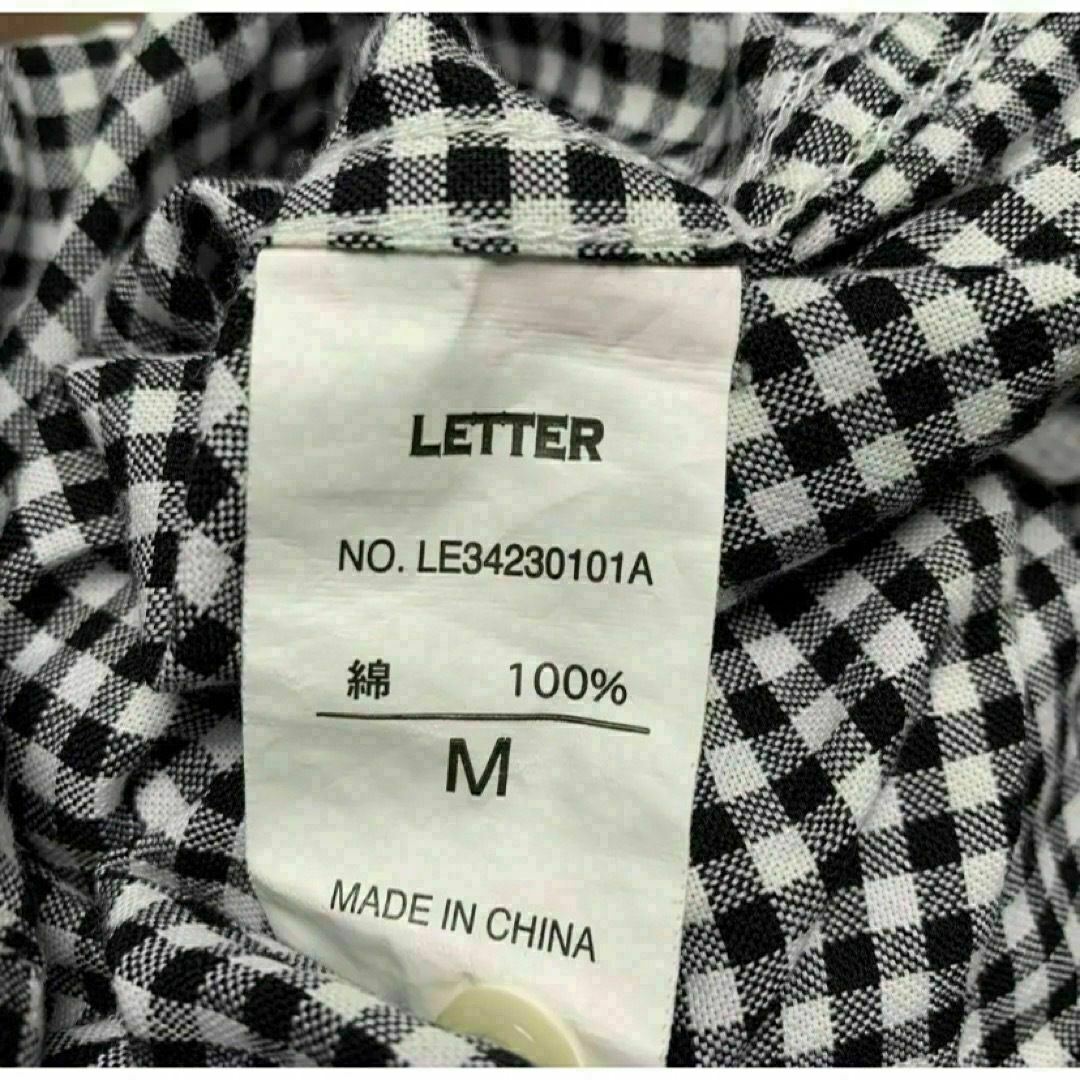 LETTER
NO. LE34230101A
綿 100%
M
MADE IN CHINA